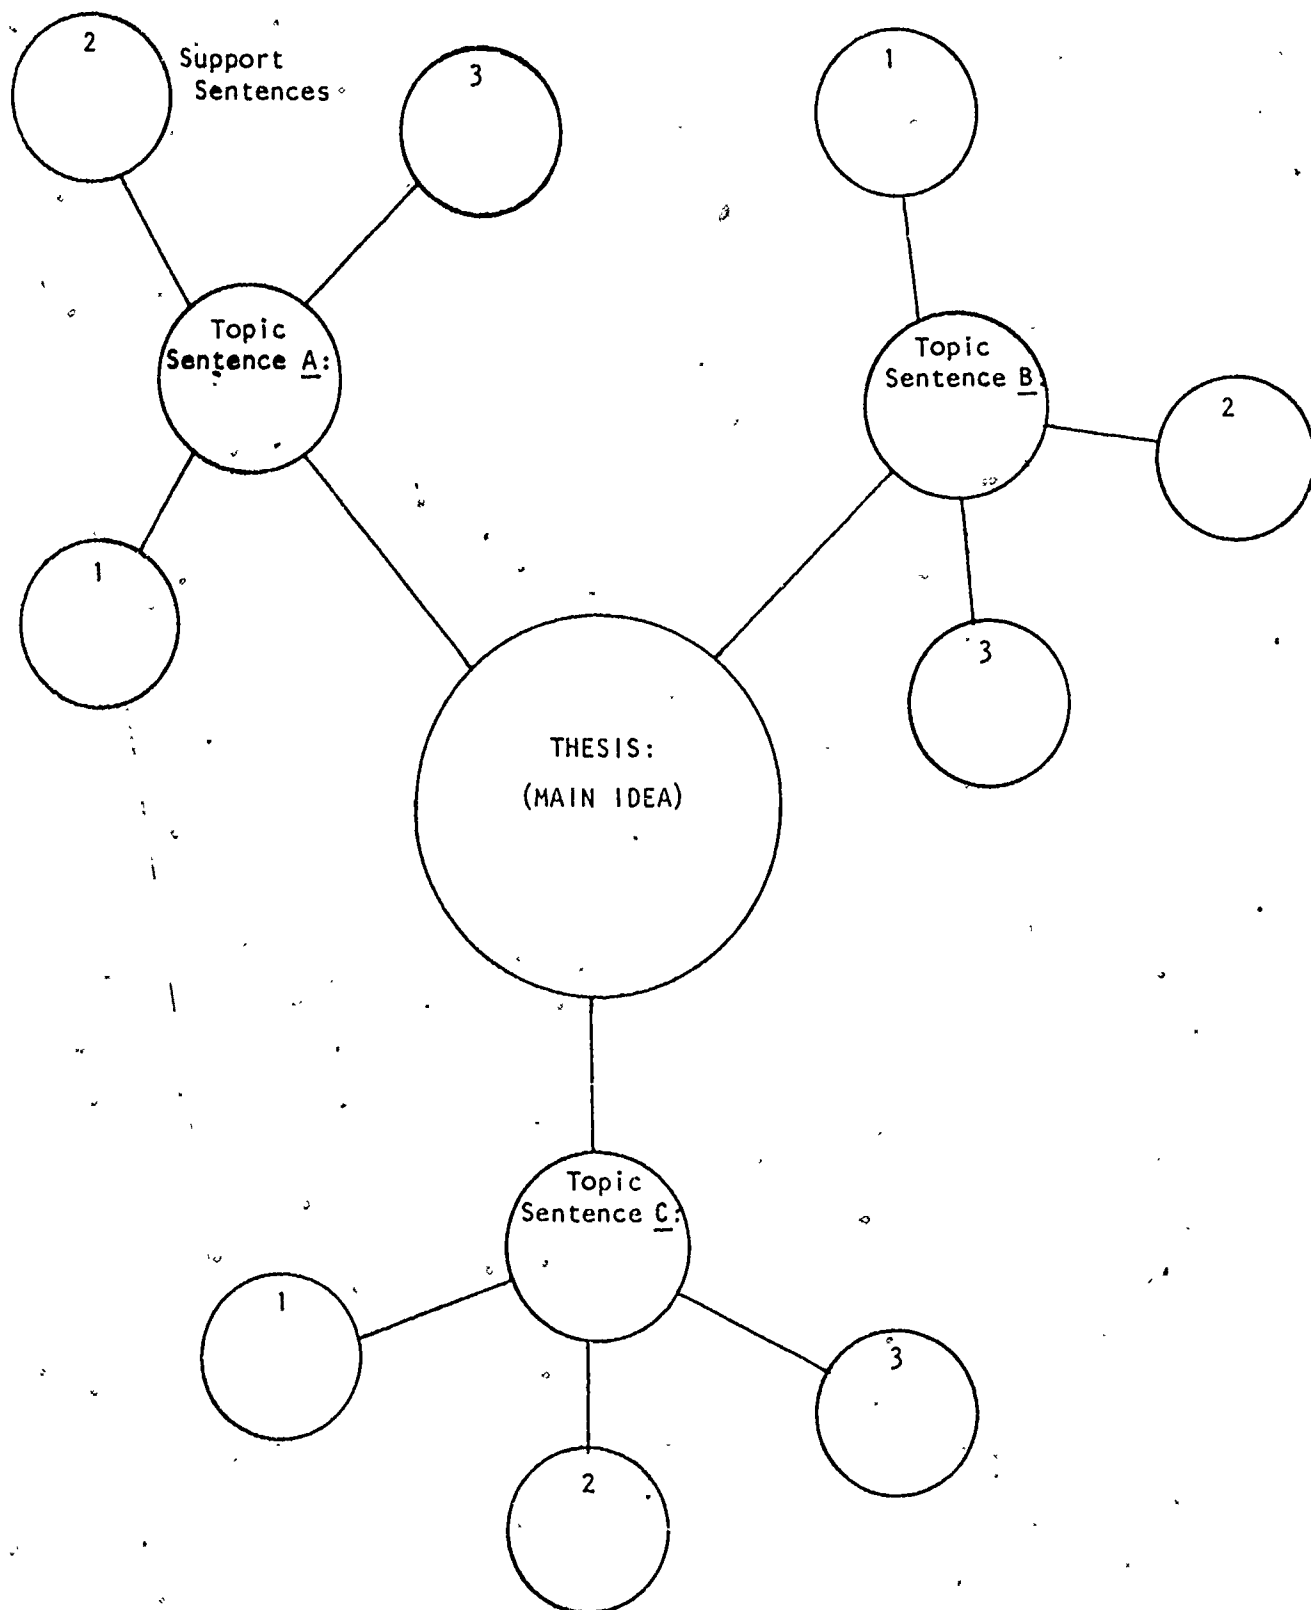 2
Support
Sentences
3
Topic
Sentence A:
1
1
Topic
Sentence B:
2
3
THESIS:
(MAIN IDEA)
Topic
Sentence C:
1
2
3